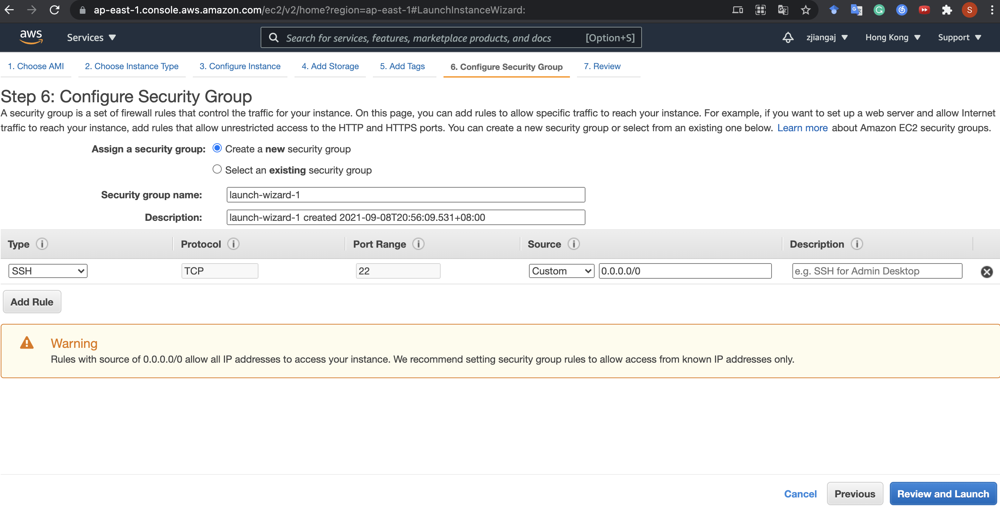 ap-east-1.console.aws.amazon.com/ec2/v2/home?region=ap-east-1#LaunchInstanceWizard:
S
aws
Services
Search for services, features, marketplace products, and docs
[Option+S]
zjiangaj
Hong Kong
Support
1. Choose AMI
2. Choose Instance Type
3. Configure Instance
4. Add Storage
5. Add Tags
6. Configure Security Group
7. Review
Step 6: Configure Security Group
A security group is a set of firewall rules that control the traffic for your instance. On this page, you can add rules to allow specific traffic to reach your instance. For example, if you want to set up a web server and allow Internet
traffic to reach your instance, add rules that allow unrestricted access to the HTTP and HTTPS ports. You can create a new security group or select from an existing one below. Learn more about Amazon EC2 security groups.
Assign a security group:
Create a new security group
Select an existing security group
Security group name:
launch-wizard-1
Description:
launch-wizard-1 created 2021-09-08T20:56:09.531+08:00
Type
Protocol
Port Range
Source
Description
SSH
TCP
22
Custom
0.0.0.0/0
e.g. SSH for Admin Desktop
Add Rule
Warning
Rules with source of 0.0.0.0/0 allow all IP addresses to access your instance. We recommend setting security group rules to allow access from known IP addresses only.
Cancel
Previous
Review and Launch